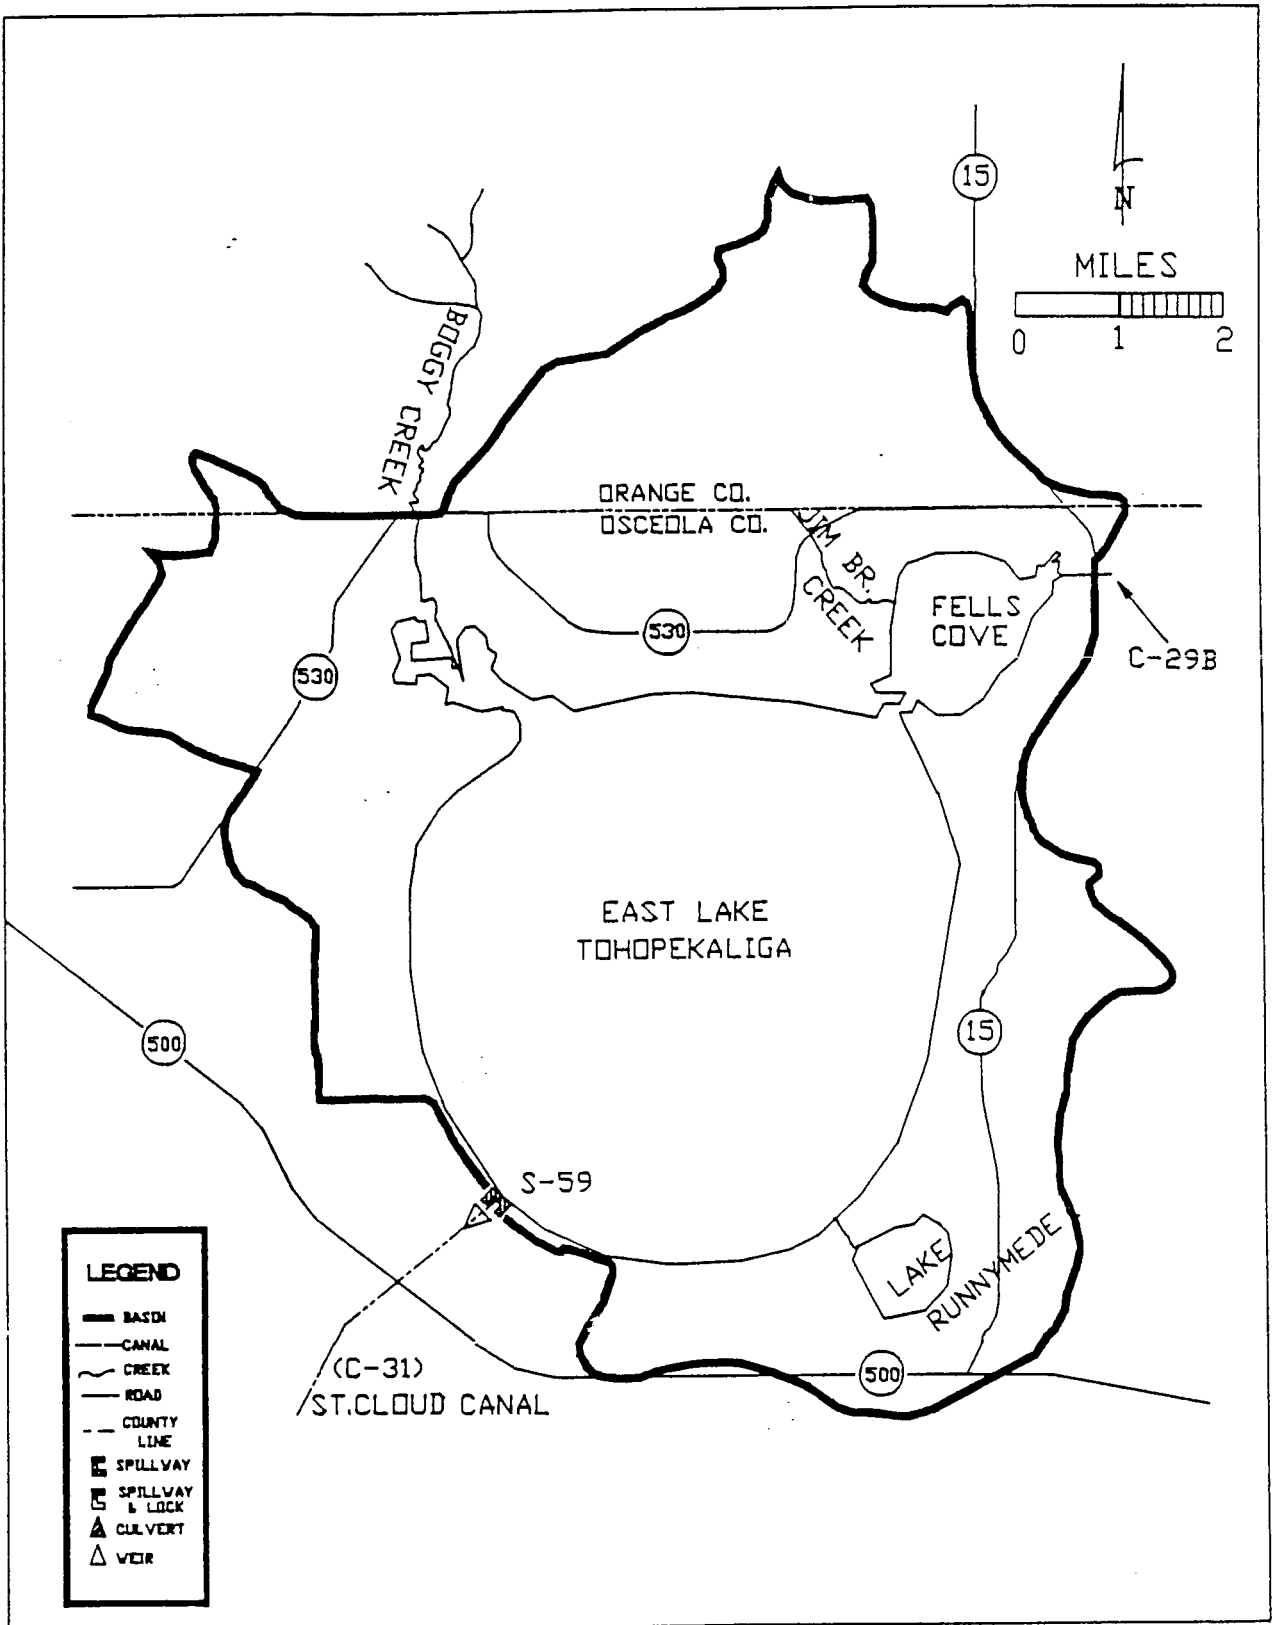 15
N
MILES
0 1 2
BOGGY CREEK
ORANGE CO.
OSCEOLA CO.
JIM BR.
CREEK
FELLS
COVE
530
530
C-29B
EAST LAKE
TOHOPEKALIGA
500
15
S-59
LAKE
RUNNYMEDE
(C-31)
ST.CLOUD CANAL
500
LEGEND
BASIN
CANAL
CREEK
ROAD
COUNTY
LINE
SPILLWAY
SPILLWAY
& LOCK
CULVERT
WEIR